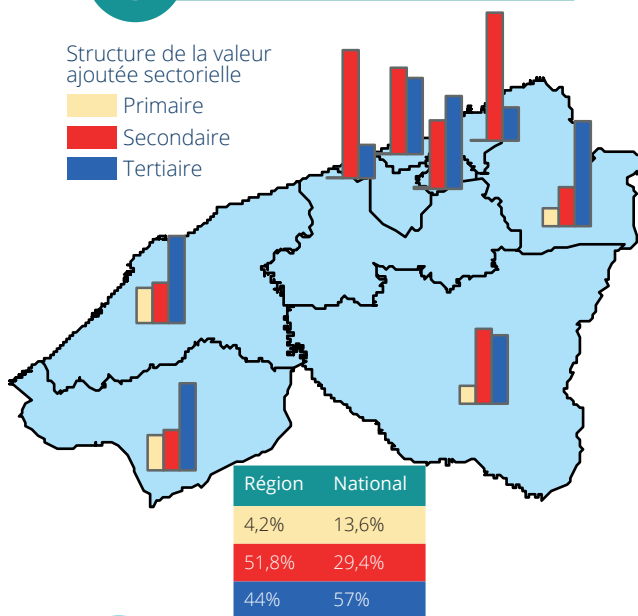 Structure de la valeur
ajoutée sectorielle
Primaire
Secondaire
Tertiaire
Région National
4,2% 13,6%
51,8% 29,4%
44% 57%